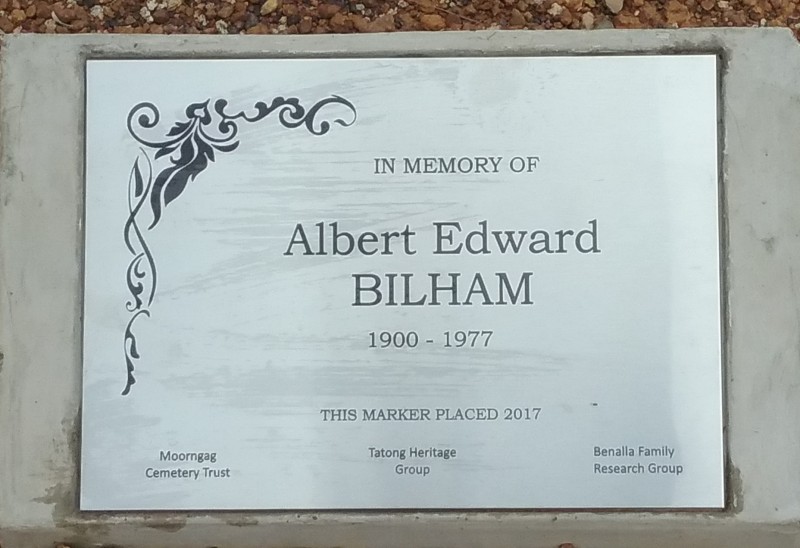 IN MEMORY OF
Albert Edward
BILHAM
1900 - 1977
THIS MARKER PLACED 2017
Moorngag
Cemetery Trust
Tatong Heritage
Group
Benalla Family
Research Group